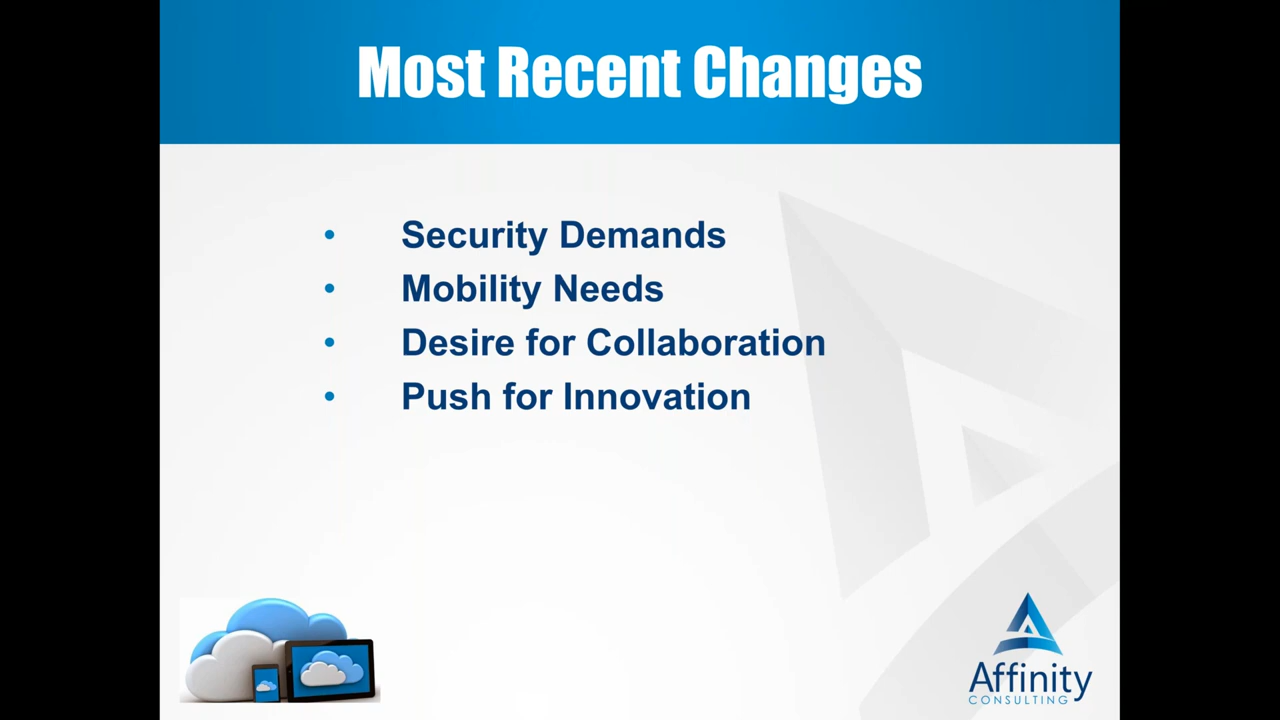 Most Recent Changes
• Security Demands
• Mobility Needs
• Desire for Collaboration
• Push for Innovation
Affinity
CONSULTING